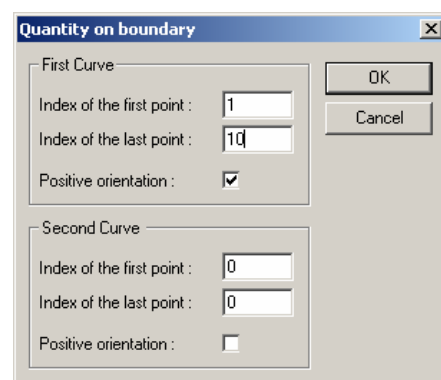 Quantity on boundary
First Curve
Index of the first point : 1
Index of the last point : 10
Positive orientation :
OK
Cancel
Second Curve
Index of the first point : 0
Index of the last point : 0
Positive orientation :